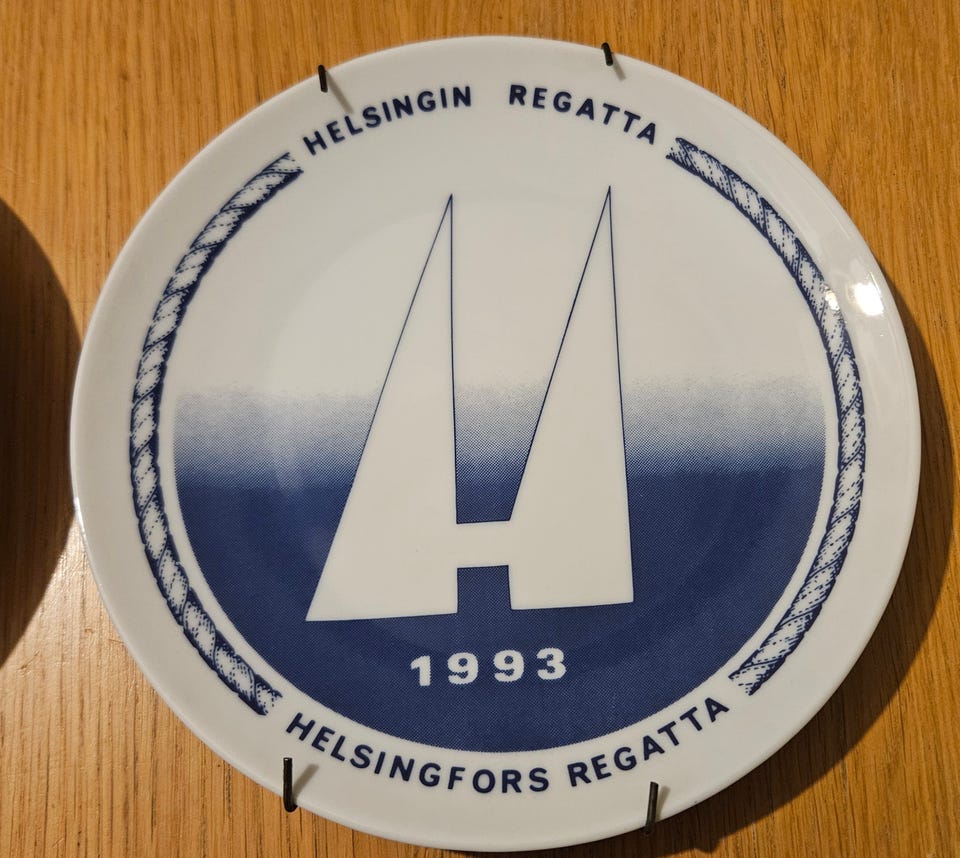 HELSINGIN REGATTA
1993
HELSINGFORS REGATTA